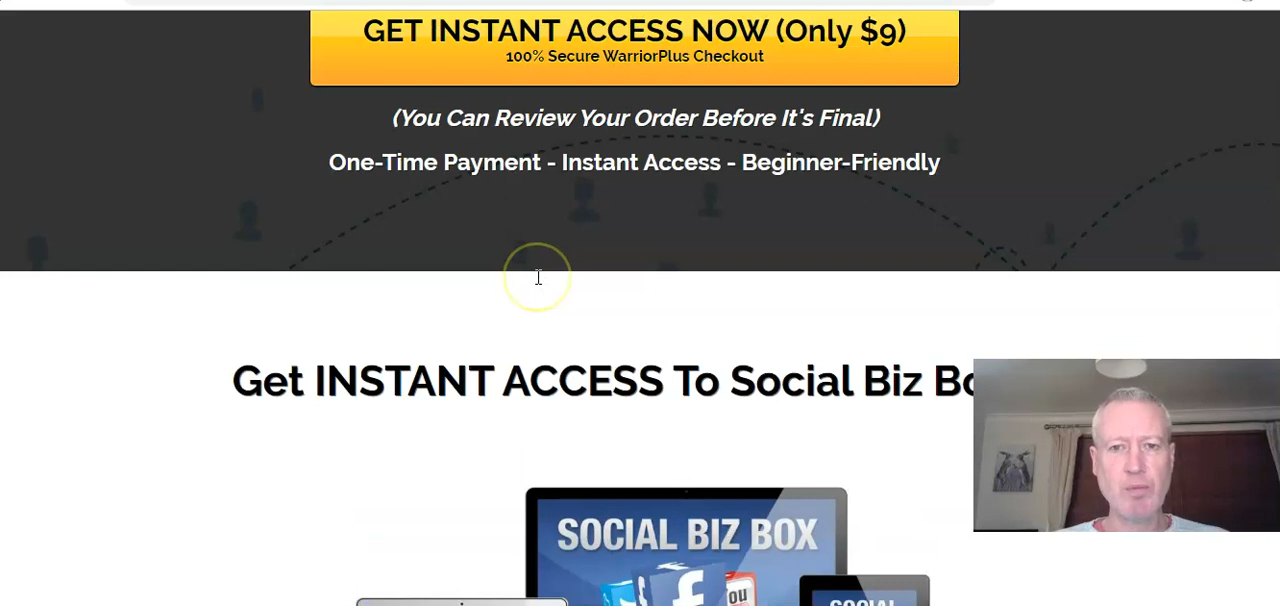 GET INSTANT ACCESS NOW (Only $9)
100% Secure WarriorPlus Checkout
(You Can Review Your Order Before It's Final)
One-Time Payment - Instant Access - Beginner-Friendly
Get INSTANT ACCESS To Social Biz
SOCIAL BIZ BOX
f
SOCIAL